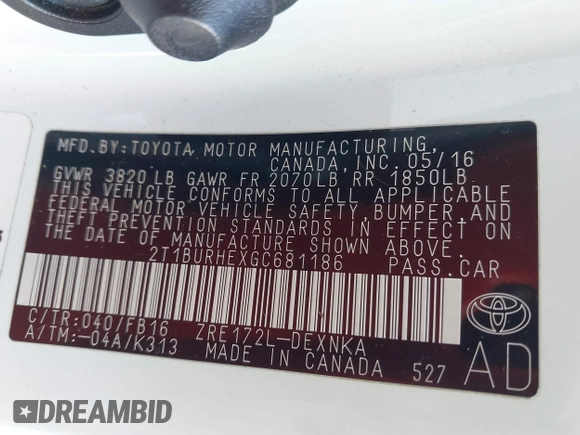 MFD.BY:TOYOTA MOTOR MANUFACTURING,
CANADA, INC. 05/16
GVWR 3820 LB GAWR FR 2070LB RR 1850LB
THIS VEHICLE CONFORMS TO ALL APPLICABLE
FEDERAL MOTOR VEHICLE SAFETY, BUMPER, AND
THEFT PREVENTION STANDARDS IN EFFECT ON
THE DATE OF MANUFACTURE SHOWN ABOVE.
2T1BURHEXGC681186 PASS.CAR
C/TR:040/FB16 ZRE172L-DEXNKA
A/TM:-04A/K313 MADE IN CANADA 527
AD
DREAMBID